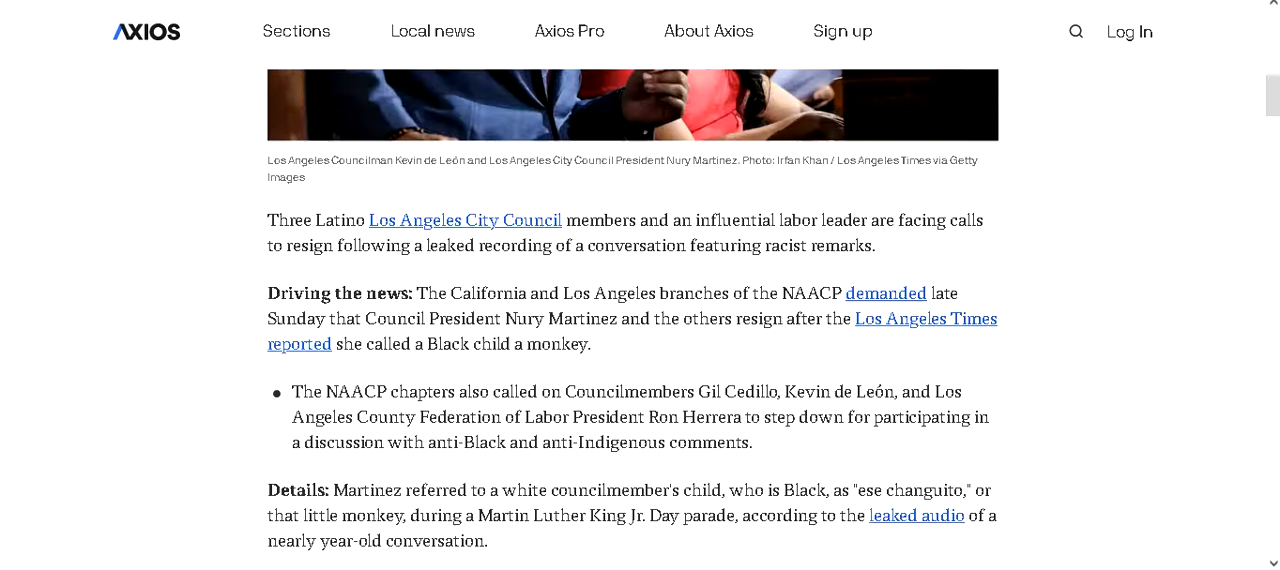 AXIOS Sections Local news Axios Pro About Axios Sign up Log In
Los Angeles Councilman Kevin de León and Los Angeles City Council President Nury Martinez. Photo: Irfan Khan / Los Angeles Times via Getty
Images
Three Latino Los Angeles City Council members and an influential labor leader are facing calls
to resign following a leaked recording of a conversation featuring racist remarks.
Driving the news: The California and Los Angeles branches of the NAACP demanded late
Sunday that Council President Nury Martinez and the others resign after the Los Angeles Times
reported she called a Black child a monkey.
• The NAACP chapters also called on Councilmembers Gil Cedillo, Kevin de León, and Los
Angeles County Federation of Labor President Ron Herrera to step down for participating in
a discussion with anti-Black and anti-Indigenous comments.
Details: Martinez referred to a white councilmember's child, who is Black, as "ese changuito," or
that little monkey, during a Martin Luther King Jr. Day parade, according to the leaked audio of a
nearly year-old conversation.